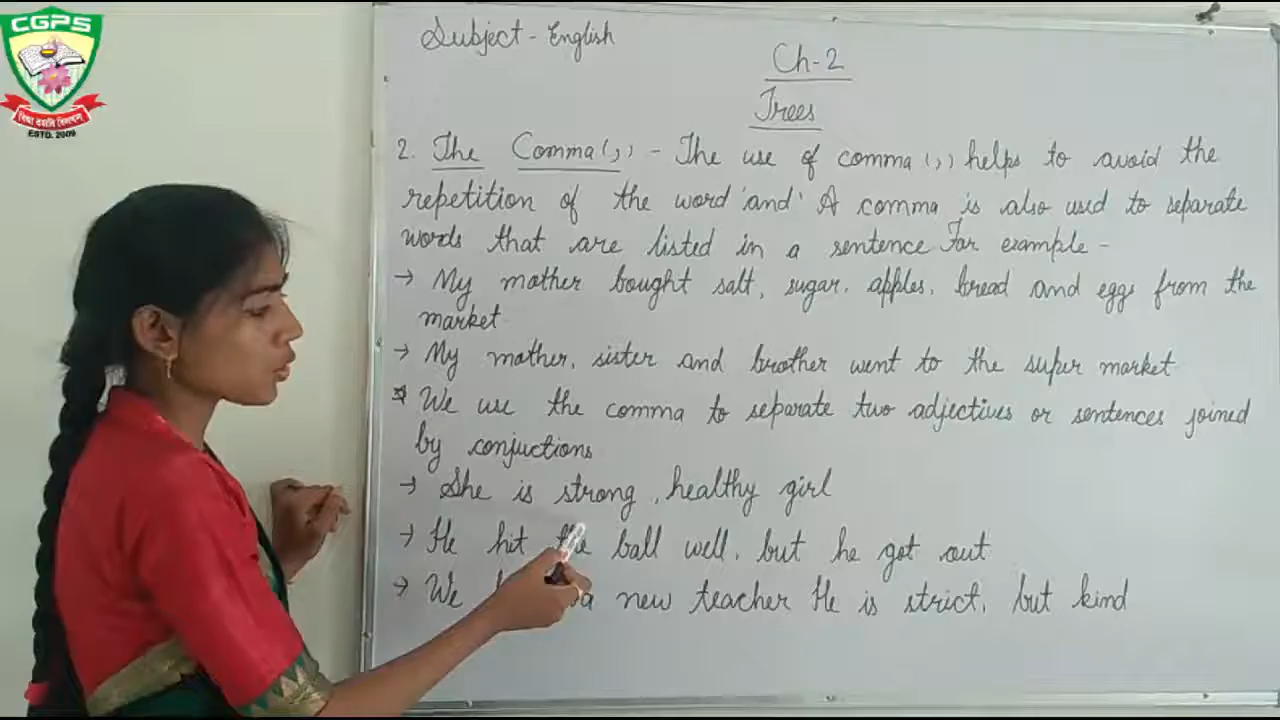 CGPS
विद्या ददाति विनयम्
ESTD. 2009
Subject - English
Ch-2
Trees
2. The Comma(,) - The use of comma (,) helps to avoid the
repetition of the word 'and' A comma is also used to separate
words that are listed in a sentence For example -
→ My mother bought salt, sugar, apples, bread and eggs from the
market.
→ My mother, sister and brother went to the super market
* We use the comma to separate two adjectives or sentences joined
by conjuctions
→ She is strong, healthy girl
→ He hit the ball well, but he got out
→ We a new teacher He is strict, but kind